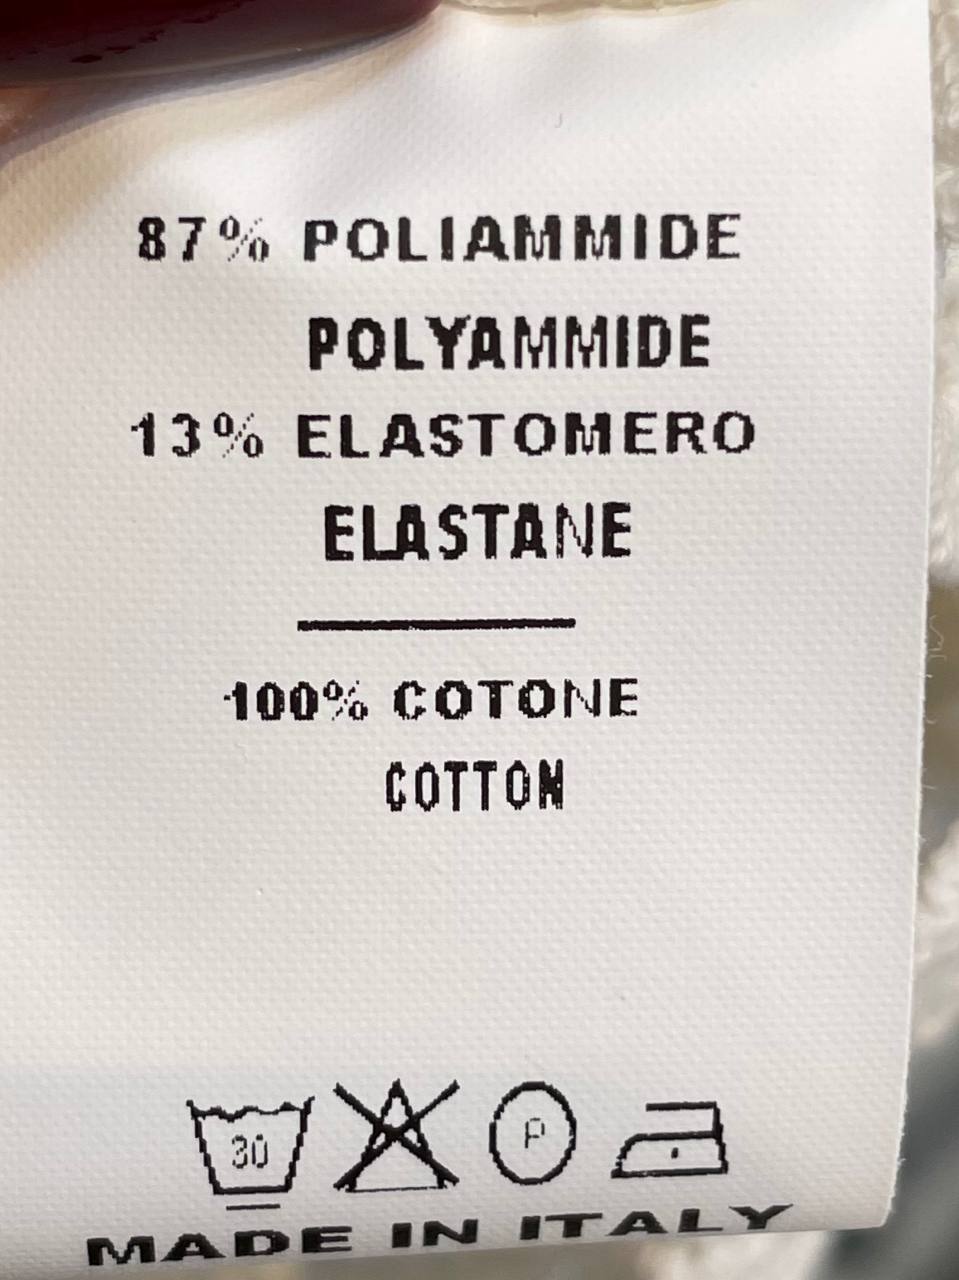 87% POLIAMMIDE
POLYAMMIDE
13% ELASTOMERO
ELASTANE
100% COTONE
COTTON
30
P
MADE IN ITALY